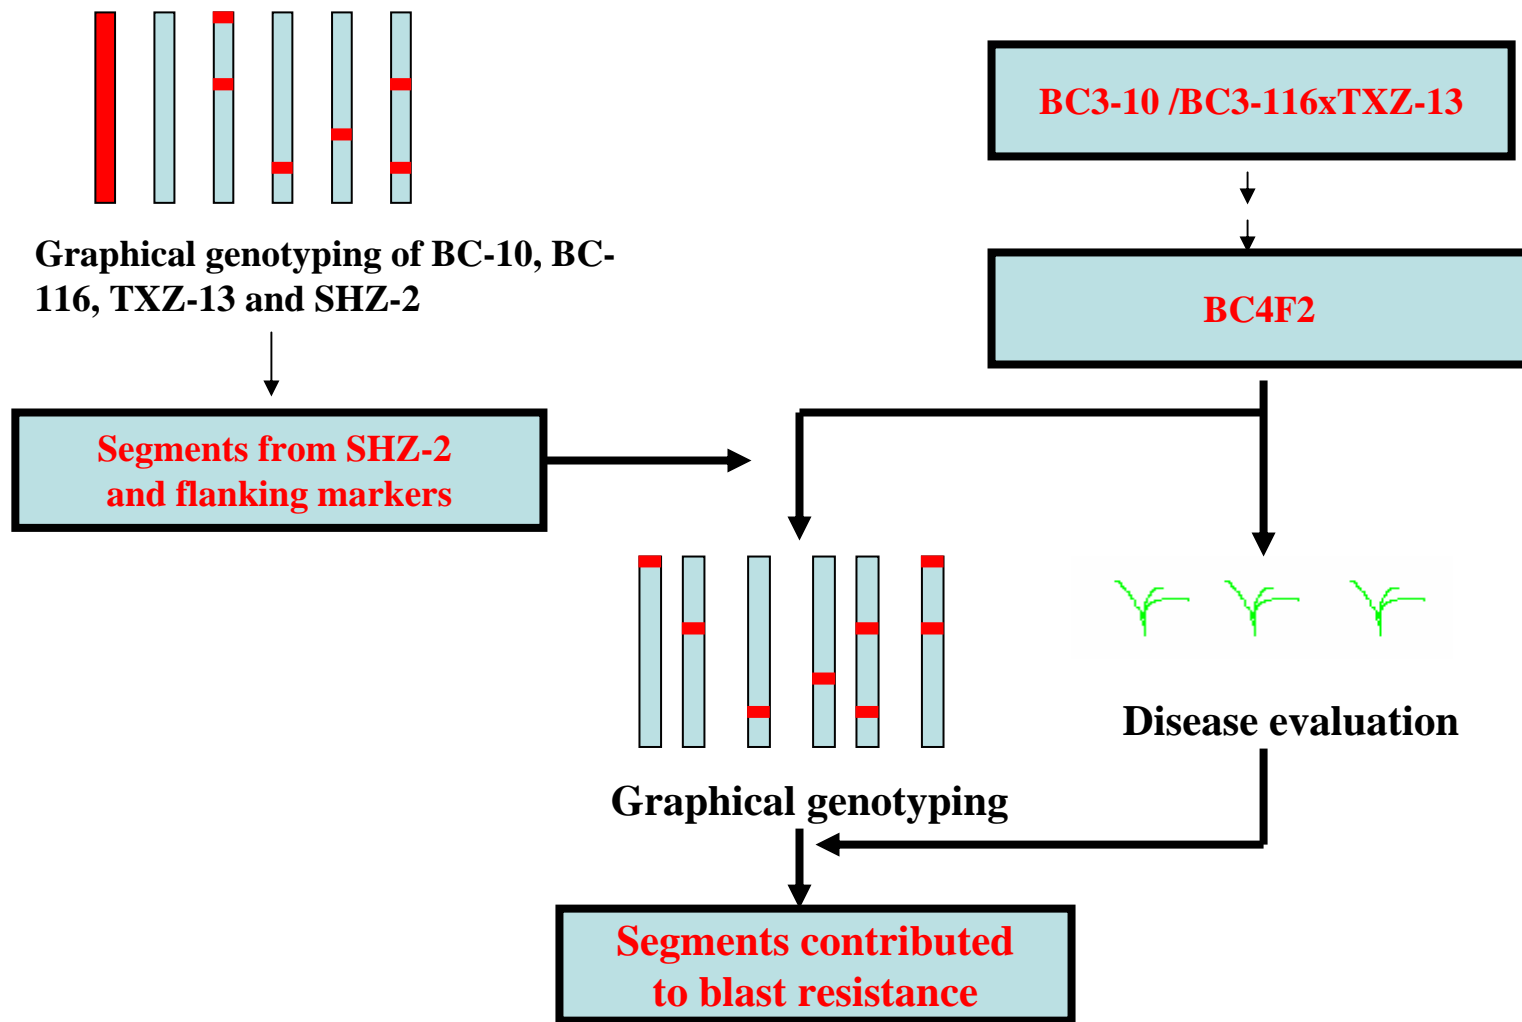 BC3-10 /BC3-116xTXZ-13
Graphical genotyping of BC-10, BC-
116, TXZ-13 and SHZ-2
BC4F2
Segments from SHZ-2
and flanking markers
Disease evaluation
Graphical genotyping
Segments contributed
to blast resistance